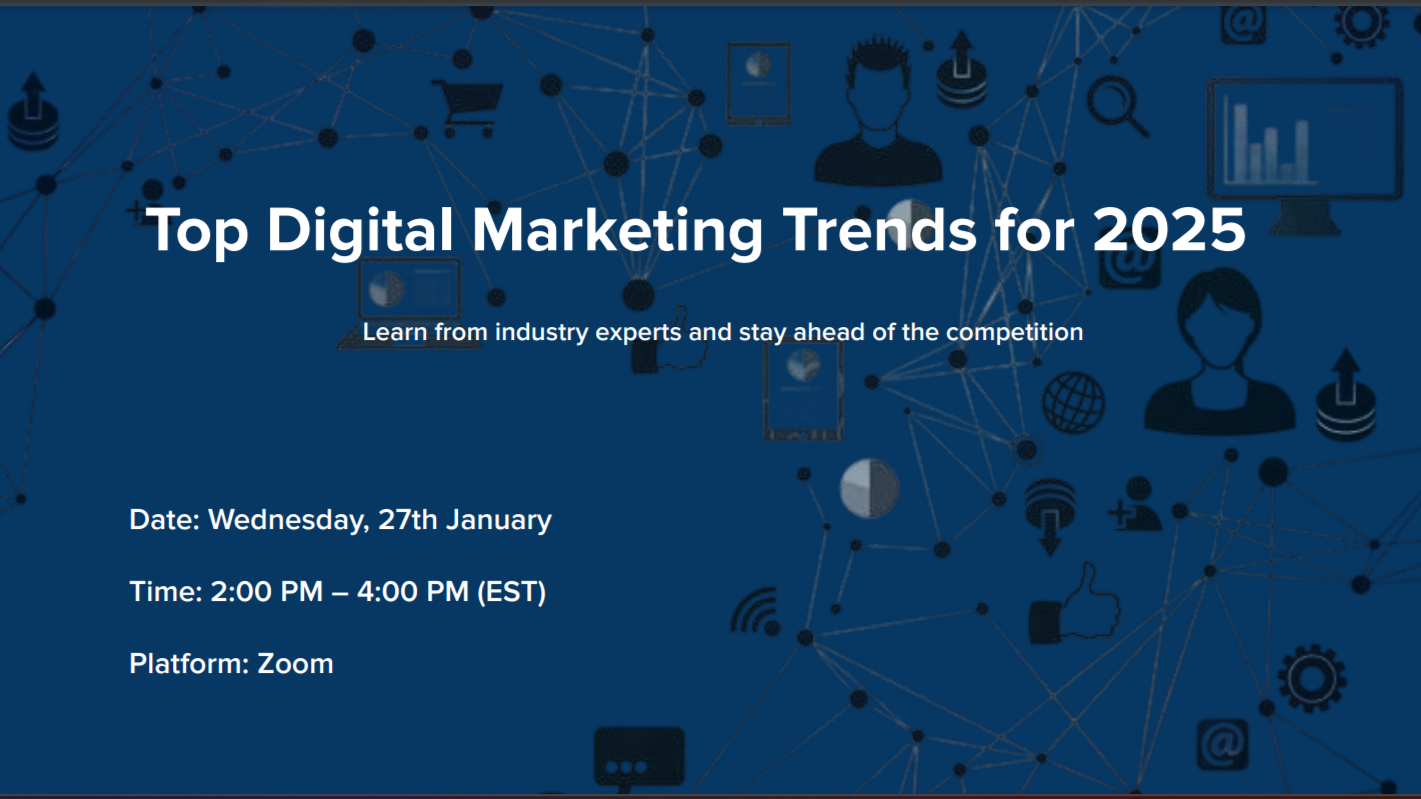 Top Digital Marketing Trends for 2025
Learn from industry experts and stay ahead of the competition
Date: Wednesday, 27th January
Time: 2:00 PM – 4:00 PM (EST)
Platform: Zoom